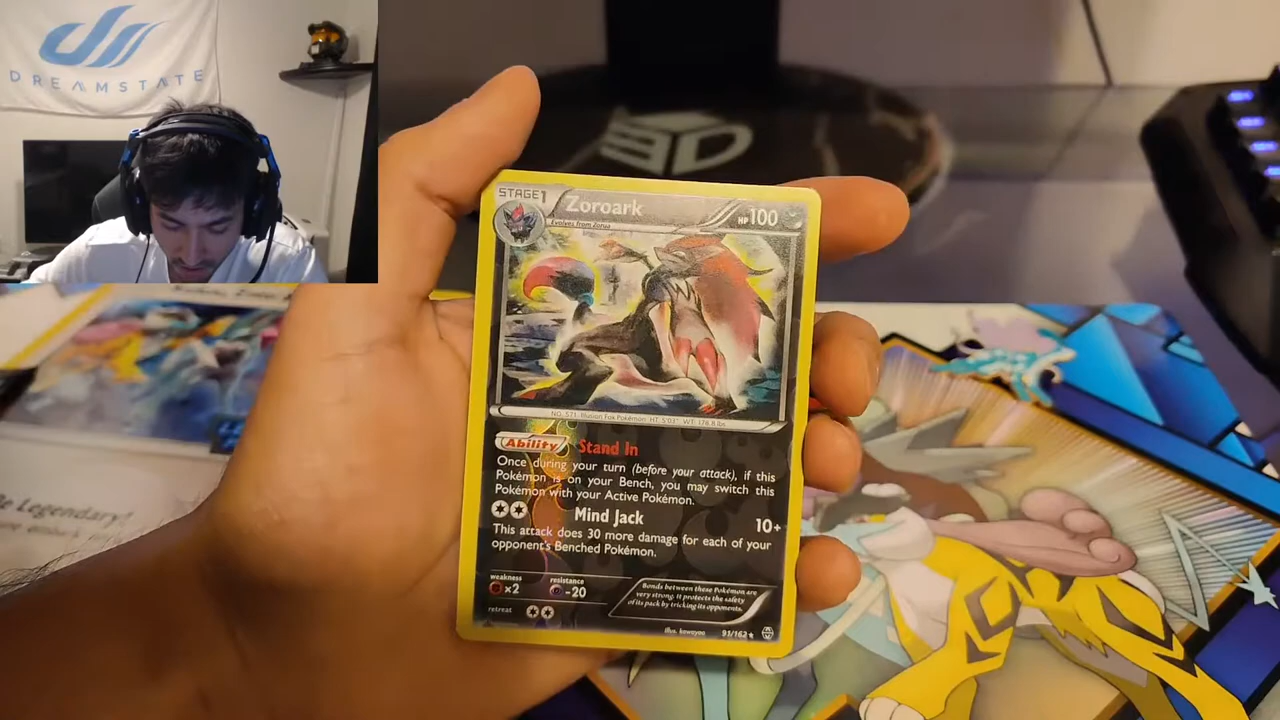 DREAMSTATE
3D
STAGE 1
Zoroark
HP 100
Evolves from Zorua
NO. 571 Illusion Fox Pokémon HT: 5'03" WT: 178.8 lbs.
Ability Stand In
Once during your turn (before your attack), if this
Pokémon is on your Bench, you may switch this
Pokémon with your Active Pokémon.
Mind Jack 10+
This attack does 30 more damage for each of your
opponent's Benched Pokémon.
weakness resistance
×2 -20
retreat
Bonds between these Pokémon are
very strong. It protects the safety
of its pack by tricking its opponents.
Illus. kawayoo
91/162
Legendary!